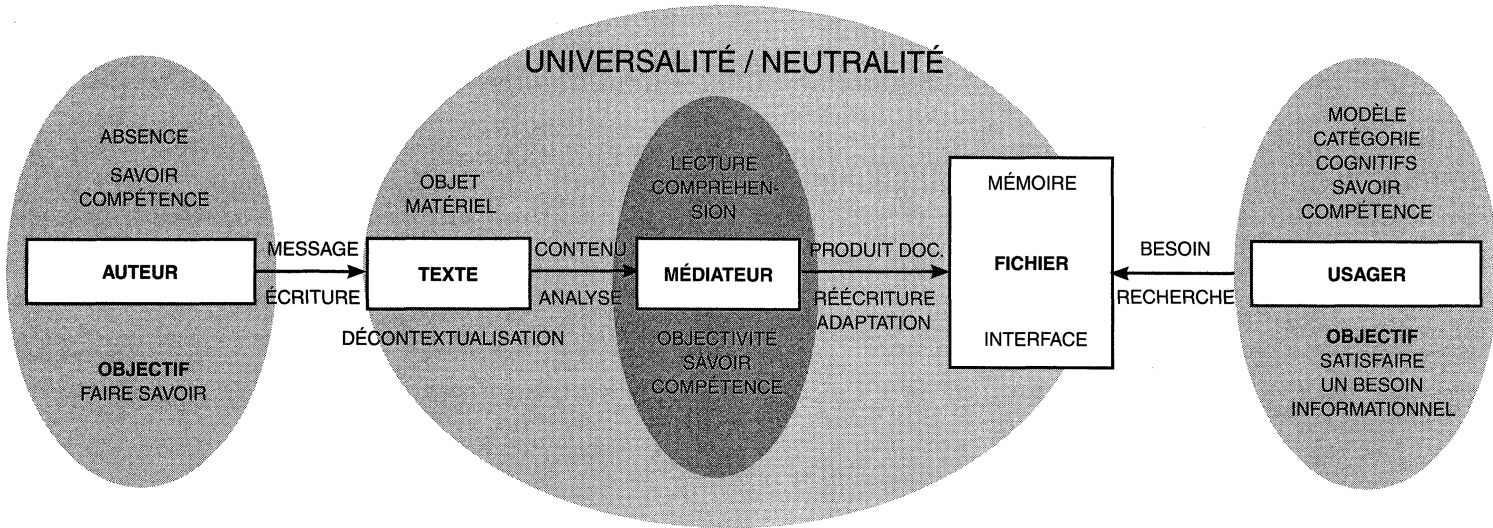 UNIVERSALITÉ / NEUTRALITÉ
ABSENCE
SAVOIR
COMPÉTENCE
AUTEUR
OBJECTIF
FAIRE SAVOIR
MESSAGE
ÉCRITURE
OBJET
MATÉRIEL
TEXTE
DÉCONTEXTUALISATION
CONTENU
ANALYSE
LECTURE
COMPREHEN-
SION
MÉDIATEUR
OBJECTIVITE
SAVOIR
COMPÉTENCE
PRODUIT DOC.
RÉÉCRITURE
ADAPTATION
MÉMOIRE
FICHIER
INTERFACE
BESOIN
RECHERCHE
MODÈLE
CATÉGORIE
COGNITIFS
SAVOIR
COMPÉTENCE
USAGER
OBJECTIF
SATISFAIRE
UN BESOIN
INFORMATIONNEL